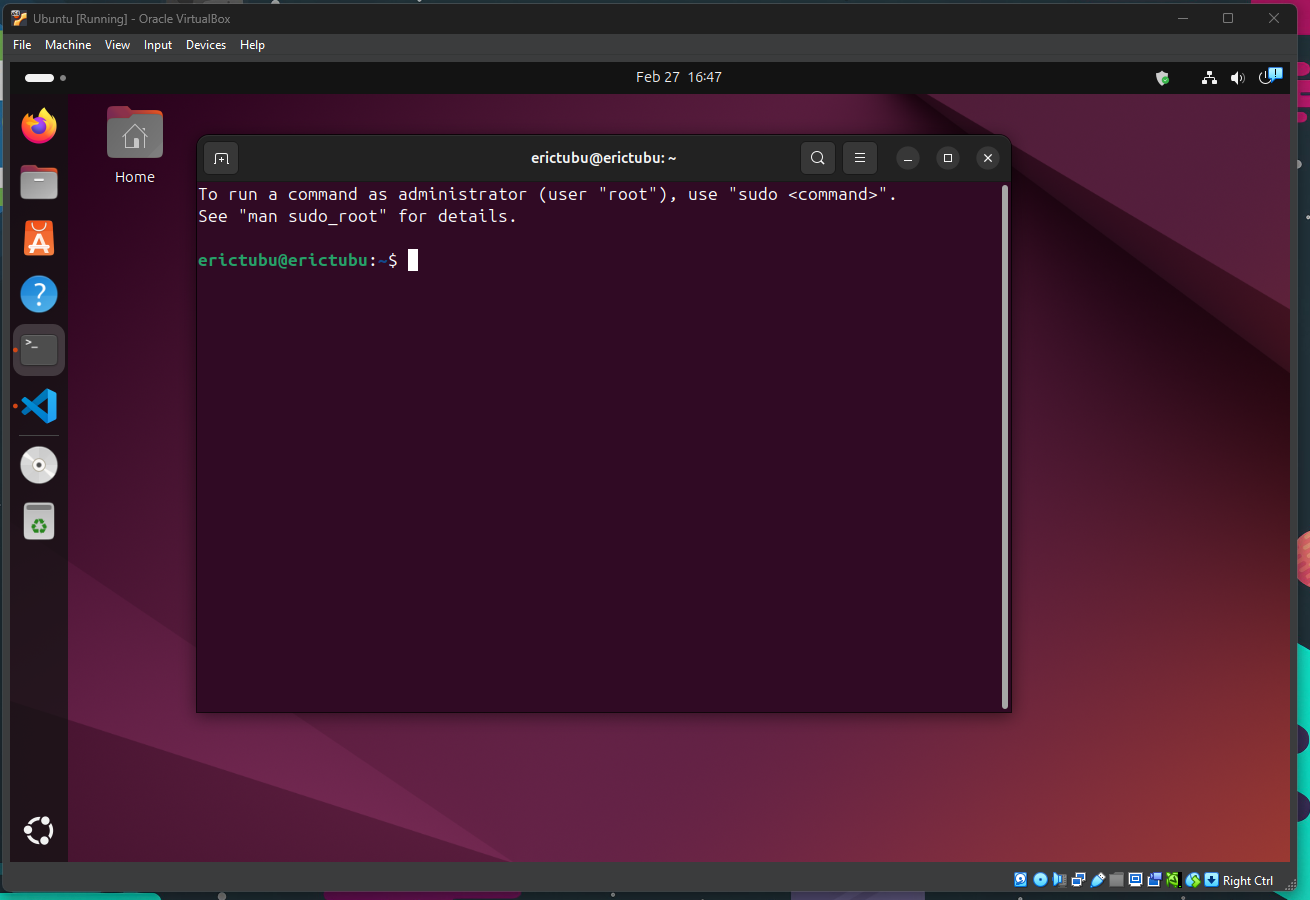 Ubuntu [Running] - Oracle VirtualBox
File Machine View Input Devices Help
Feb 27 16:47
Home
erictubu@erictubu: ~
To run a command as administrator (user "root"), use "sudo <command>".
See "man sudo_root" for details.
erictubu@erictubu:~$
Right Ctrl